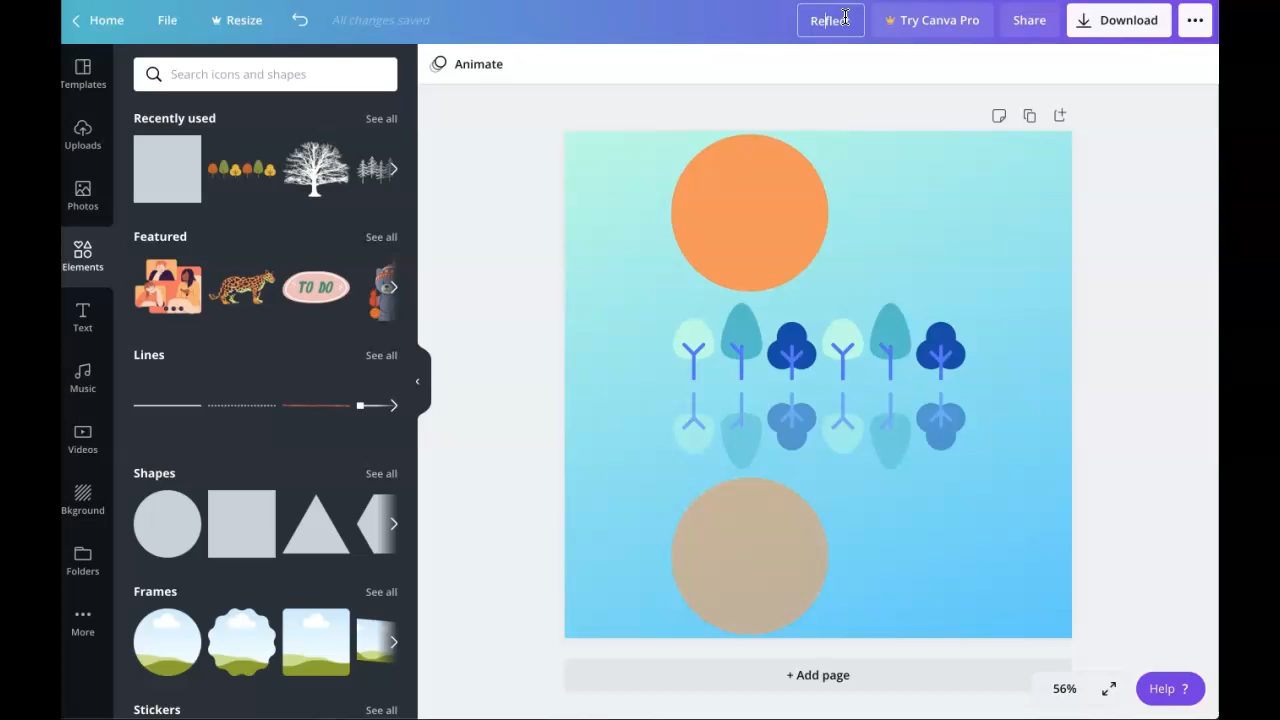 Home
File
Resize
All changes saved
Reflec
Try Canva Pro
Share
Download
Templates
Uploads
Photos
Elements
Text
Music
Videos
Bkground
Folders
More
Search icons and shapes
Recently used
See all
Featured
See all
TO DO
Lines
See all
Shapes
See all
Frames
See all
Stickers
See all
Animate
+ Add page
56%
Help ?